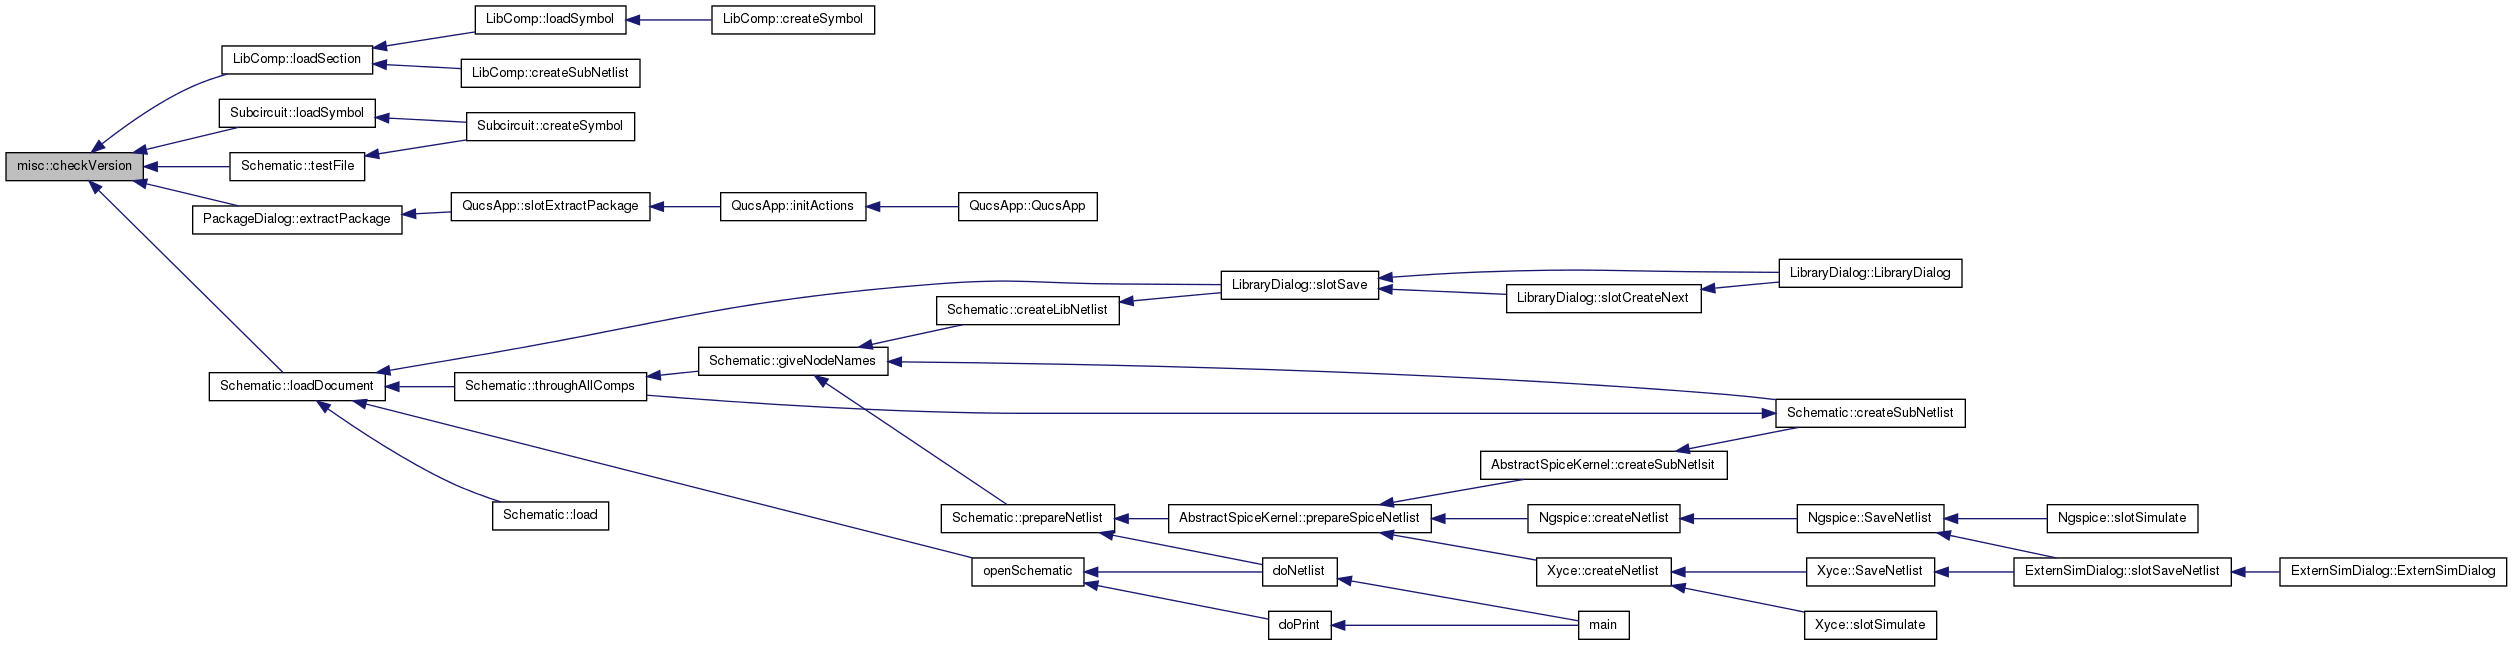 LibComp::loadSymbol
LibComp::createSymbol
LibComp::loadSection
LibComp::createSubNetlist
Subcircuit::loadSymbol
Subcircuit::createSymbol
misc::checkVersion
Schematic::testFile
PackageDialog::extractPackage
QucsApp::slotExtractPackage
QucsApp::initActions
QucsApp::QucsApp
LibraryDialog::slotSave
LibraryDialog::LibraryDialog
LibraryDialog::slotCreateNext
Schematic::createLibNetlist
Schematic::giveNodeNames
Schematic::loadDocument
Schematic::throughAllComps
Schematic::createSubNetlist
AbstractSpiceKernel::createSubNetlsit
Schematic::load
Schematic::prepareNetlist
AbstractSpiceKernel::prepareSpiceNetlist
Ngspice::createNetlist
Ngspice::SaveNetlist
Ngspice::slotSimulate
openSchematic
doNetlist
Xyce::createNetlist
Xyce::SaveNetlist
ExternSimDialog::slotSaveNetlist
ExternSimDialog::ExternSimDialog
doPrint
main
Xyce::slotSimulate